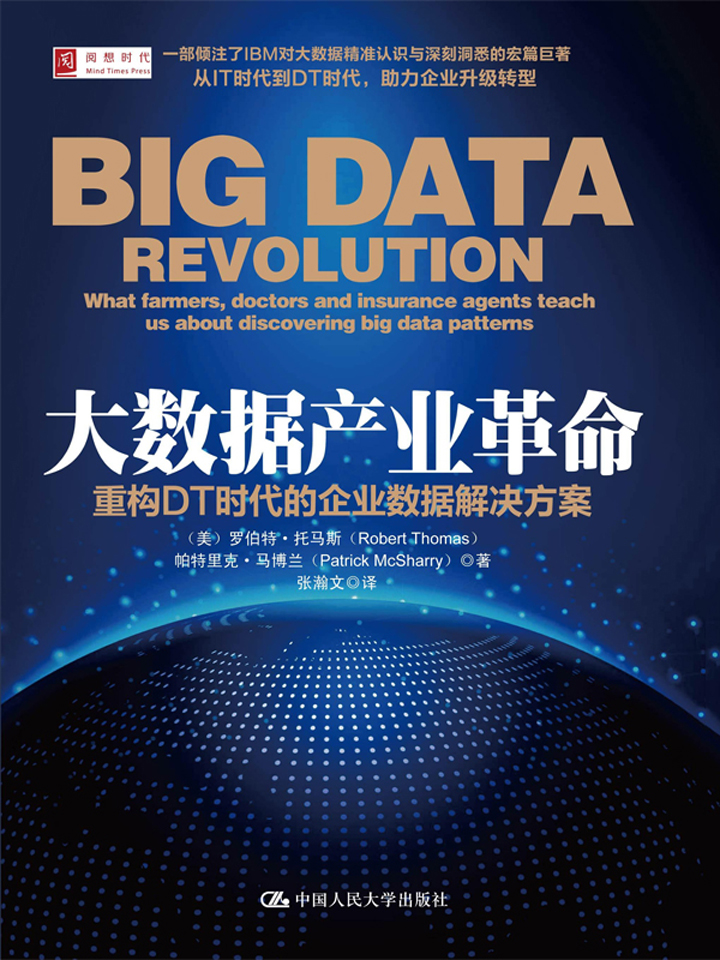 阅
阅想时代
Mind Times Press
一部倾注了IBM对大数据精准认识与深刻洞悉的宏篇巨著
从IT时代到DT时代，助力企业升级转型
BIG DATA
REVOLUTION
What farmers, doctors and insurance agents teach
us about discovering big data patterns
大数据产业革命
重构DT时代的企业数据解决方案
（美）罗伯特·托马斯（Robert Thomas）
帕特里克·马博兰（Patrick McSharry）◎著
张瀚文◎译
中国人民大学出版社